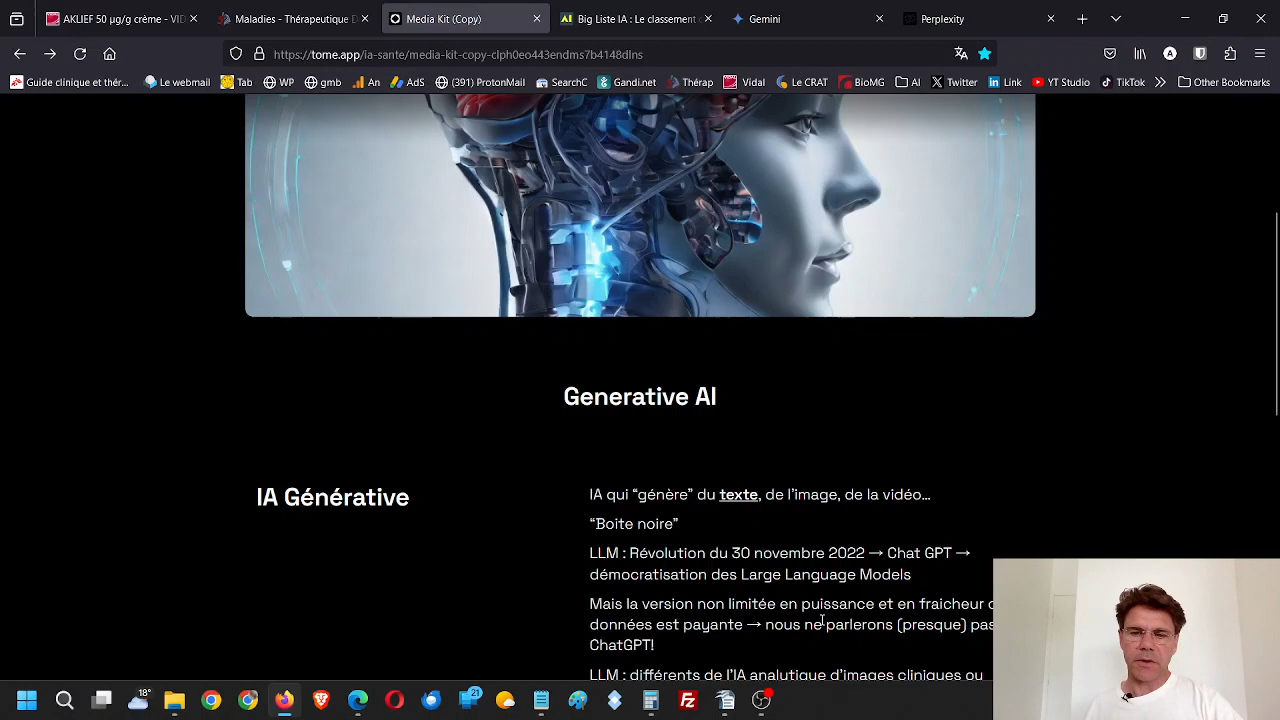 AKLIEF 50 µg/g crème - VID
Maladies - Thérapeutique D
Media Kit (Copy)
Big Liste IA : Le classement
Gemini
Perplexity
https://tome.app/ia-sante/media-kit-copy-clph0eo443endms7b4148dlns
Guide clinique et thér...
Le webmail
Tab
WP
gmb
An
AdS
(391) ProtonMail
SearchC
Gandi.net
Thérap
Vidal
Le CRAT
BioMG
AI
Twitter
Link
YT Studio
TikTok
Other Bookmarks
Generative AI
IA Générative
IA qui “génère” du texte, de l’image, de la vidéo...
“Boite noire”
LLM : Révolution du 30 novembre 2022 → Chat GPT →
démocratisation des Large Language Models
Mais la version non limitée en puissance et en fraicheur
données est payante → nous ne parlerons (presque) pas
ChatGPT!
LLM : différents de l’IA analytique d’images cliniques ou
18°
21